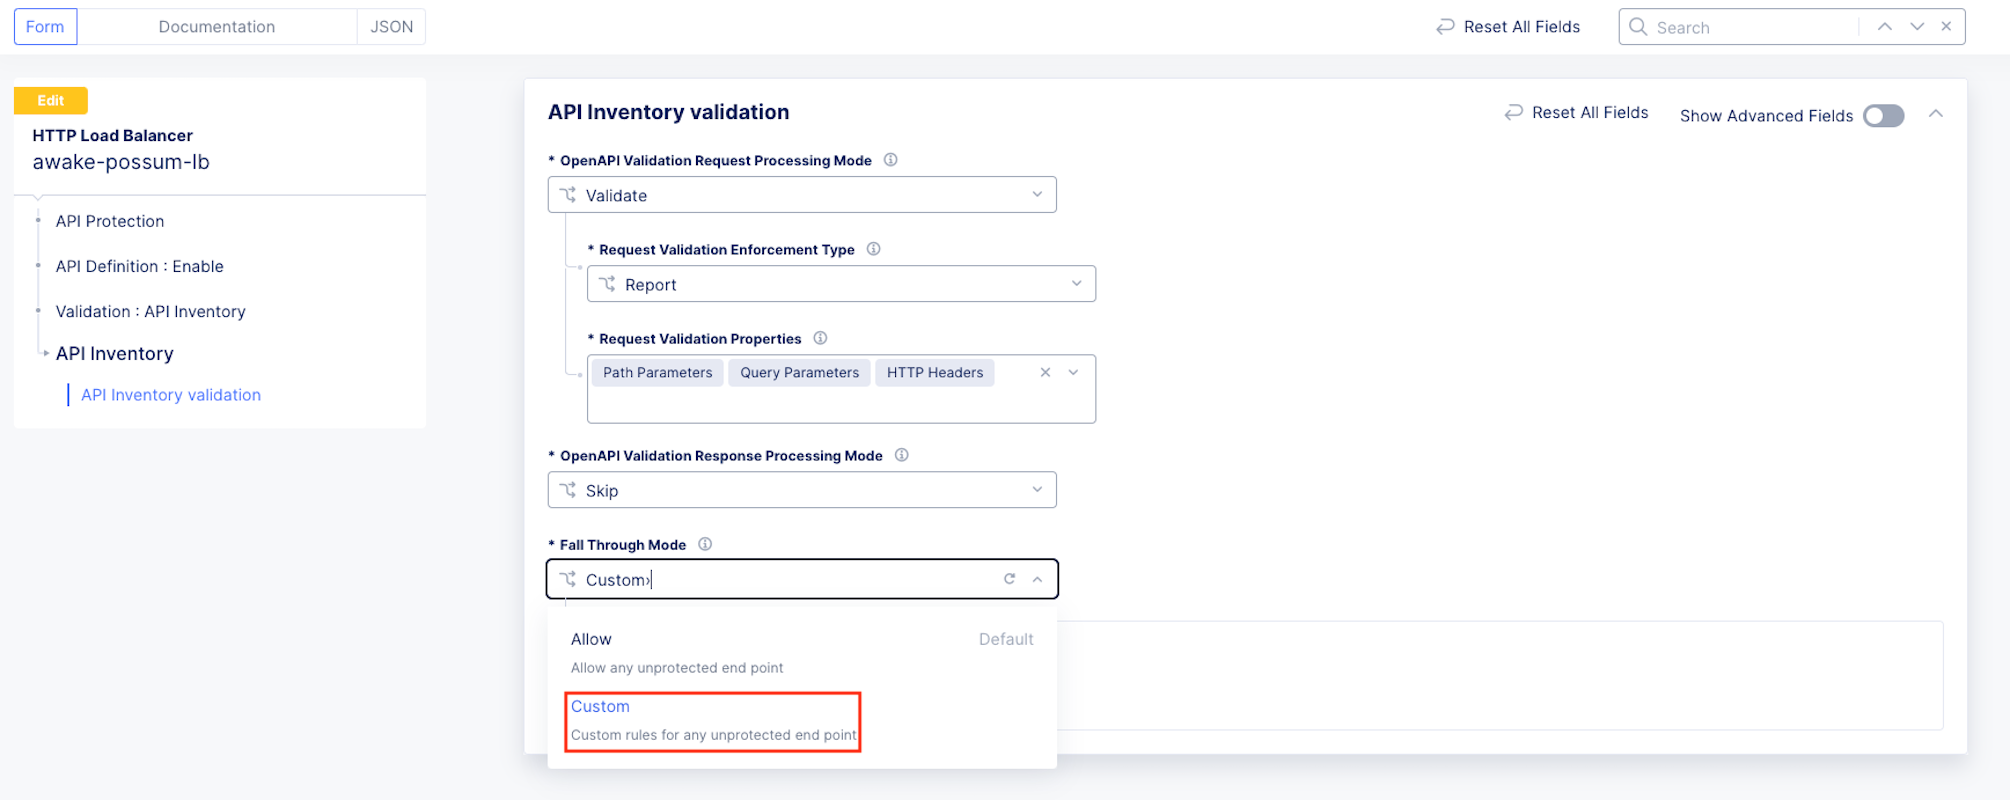 Form Documentation JSON Reset All Fields Search
Edit
HTTP Load Balancer
awake-possum-lb
API Protection
API Definition : Enable
Validation : API Inventory
API Inventory
API Inventory validation
API Inventory validation Reset All Fields Show Advanced Fields
* OpenAPI Validation Request Processing Mode
Validate
* Request Validation Enforcement Type
Report
* Request Validation Properties
Path Parameters Query Parameters HTTP Headers
* OpenAPI Validation Response Processing Mode
Skip
* Fall Through Mode
Custom›
Allow Default
Allow any unprotected end point
Custom
Custom rules for any unprotected end point